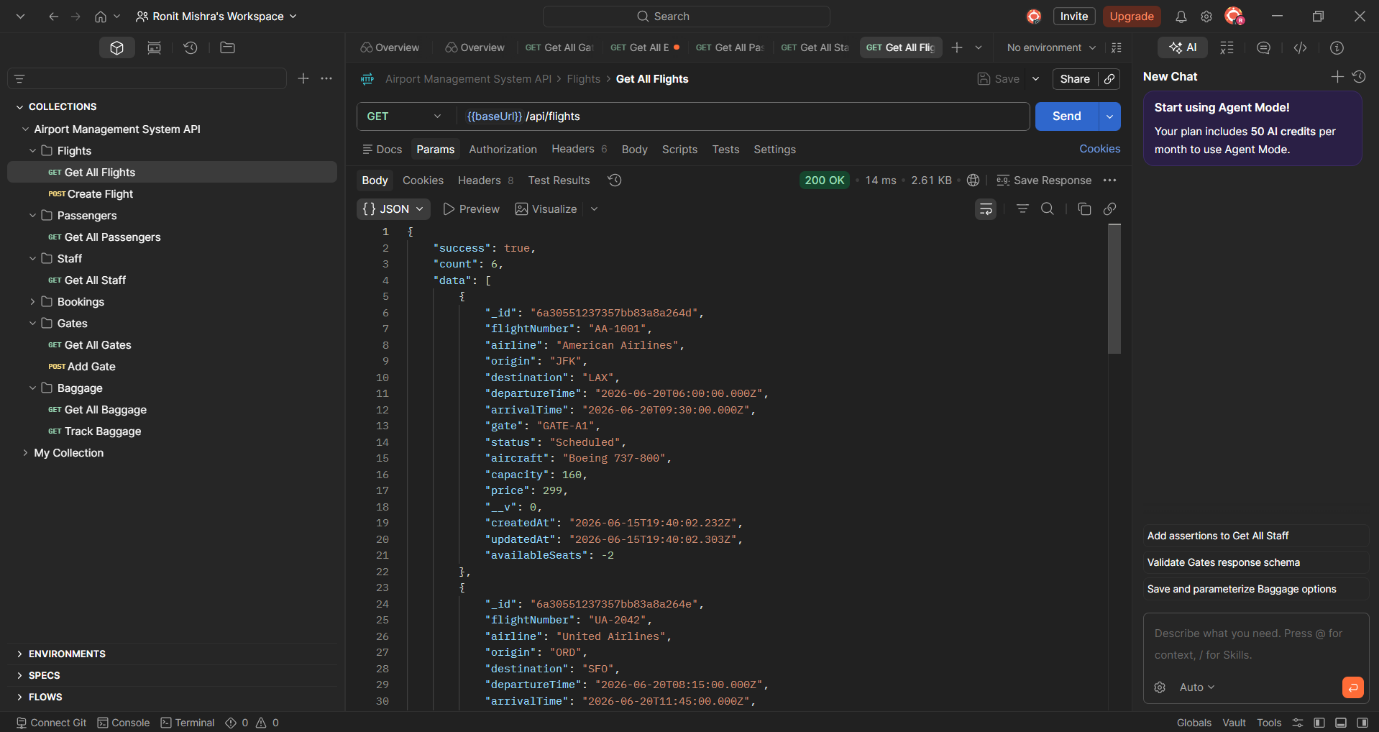 Ronit Mishra's Workspace
Search
Invite
Upgrade
Overview
Overview
GET Get All Ga
GET Get All E
GET Get All Pas
GET Get All Sta
GET Get All Flig
No environment
AI
COLLECTIONS
Airport Management System API
Flights
GET Get All Flights
POST Create Flight
Passengers
GET Get All Passengers
Staff
GET Get All Staff
Bookings
Gates
GET Get All Gates
POST Add Gate
Baggage
GET Get All Baggage
GET Track Baggage
My Collection
ENVIRONMENTS
SPECS
FLOWS
HTTP Airport Management System API > Flights > Get All Flights
Save
Share
GET
{{baseUrl}} /api/flights
Send
Docs Params Authorization Headers 6 Body Scripts Tests Settings
Cookies
Body Cookies Headers 8 Test Results
200 OK • 14 ms • 2.61 KB
e.g. Save Response
{} JSON
Preview
Visualize
1 {
2 "success": true,
3 "count": 6,
4 "data": [
5 {
6 "_id": "6a30551237357bb83a8a264d",
7 "flightNumber": "AA-1001",
8 "airline": "American Airlines",
9 "origin": "JFK",
10 "destination": "LAX",
11 "departureTime": "2026-06-20T06:00:00.000Z",
12 "arrivalTime": "2026-06-20T09:30:00.000Z",
13 "gate": "GATE-A1",
14 "status": "Scheduled",
15 "aircraft": "Boeing 737-800",
16 "capacity": 160,
17 "price": 299,
18 "__v": 0,
19 "createdAt": "2026-06-15T19:40:02.232Z",
20 "updatedAt": "2026-06-15T19:40:02.303Z",
21 "availableSeats": -2
22 },
23 {
24 "_id": "6a30551237357bb83a8a264e",
25 "flightNumber": "UA-2042",
26 "airline": "United Airlines",
27 "origin": "ORD",
28 "destination": "SFO",
29 "departureTime": "2026-06-20T08:15:00.000Z",
30 "arrivalTime": "2026-06-20T11:45:00.000Z",
New Chat
Start using Agent Mode!
Your plan includes 50 AI credits per
month to use Agent Mode.
Add assertions to Get All Staff
Validate Gates response schema
Save and parameterize Baggage options
Describe what you need. Press @ for
context, / for Skills.
Auto
Connect Git
Console
Terminal
0
0
Globals
Vault
Tools